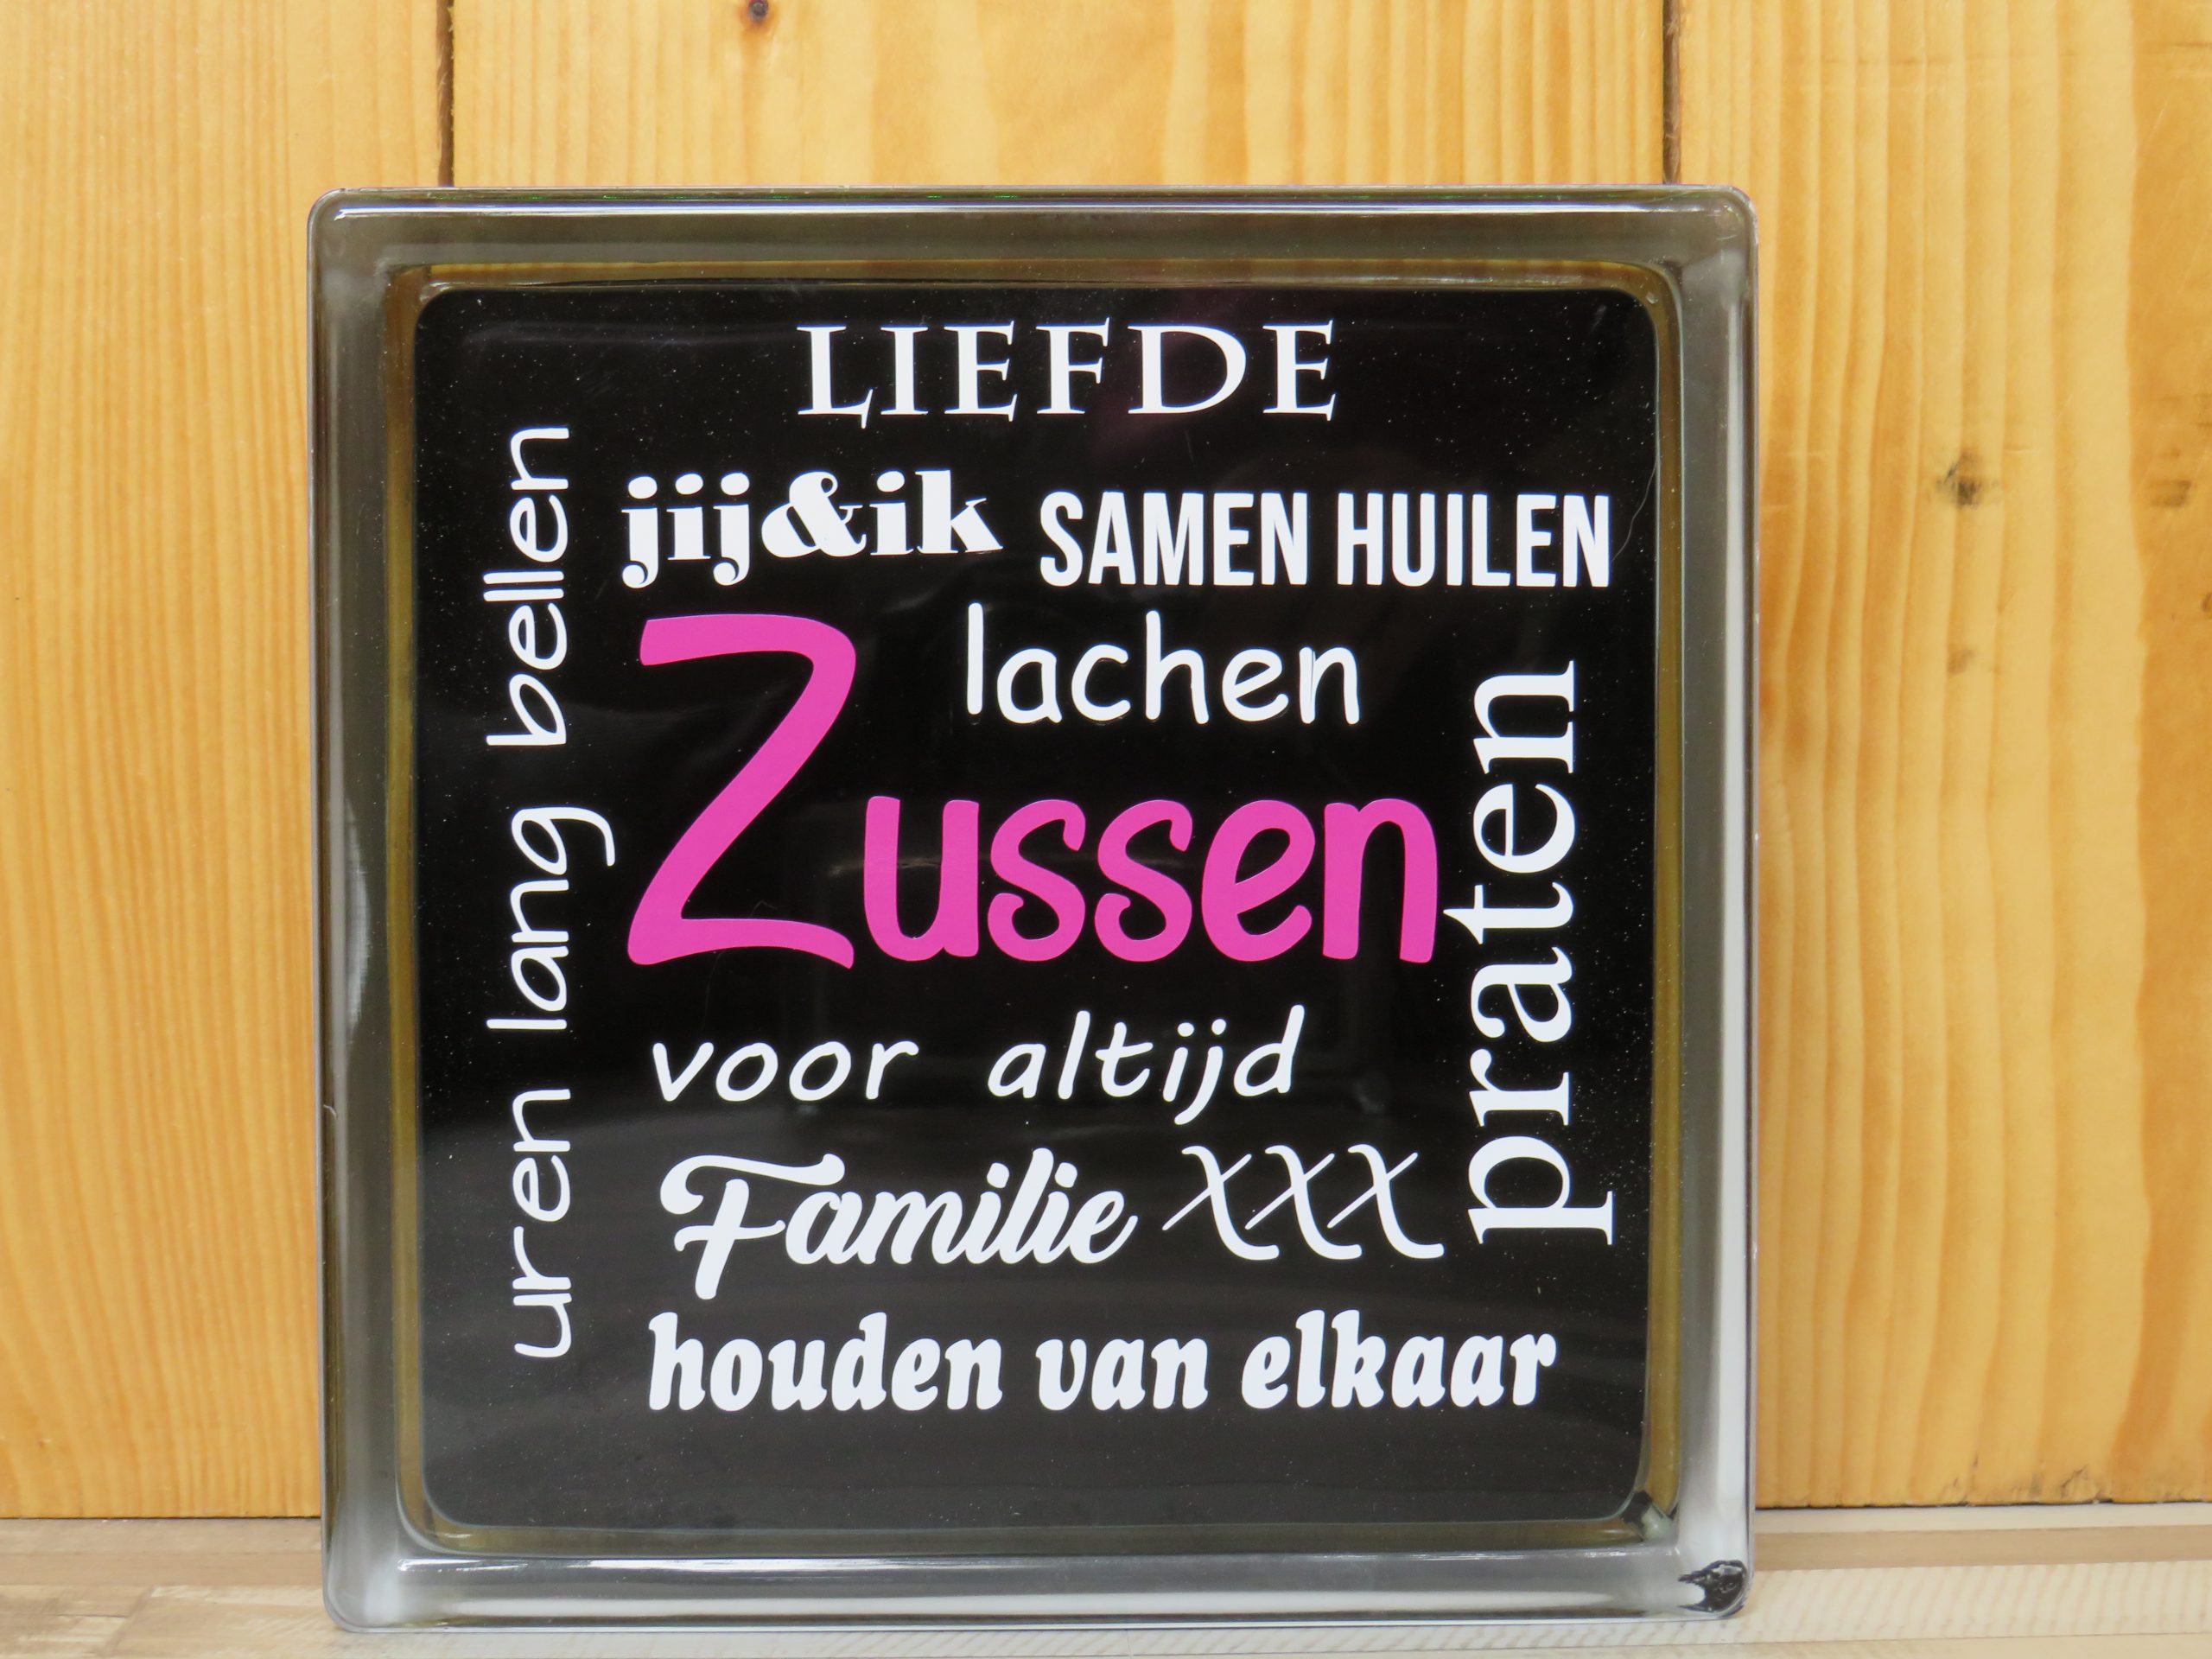 LIEFDE
jij&ik SAMEN HUILEN
lachen
Zussen
voor altijd
Familie XXX
houden van elkaar
uren lang bellen
praten